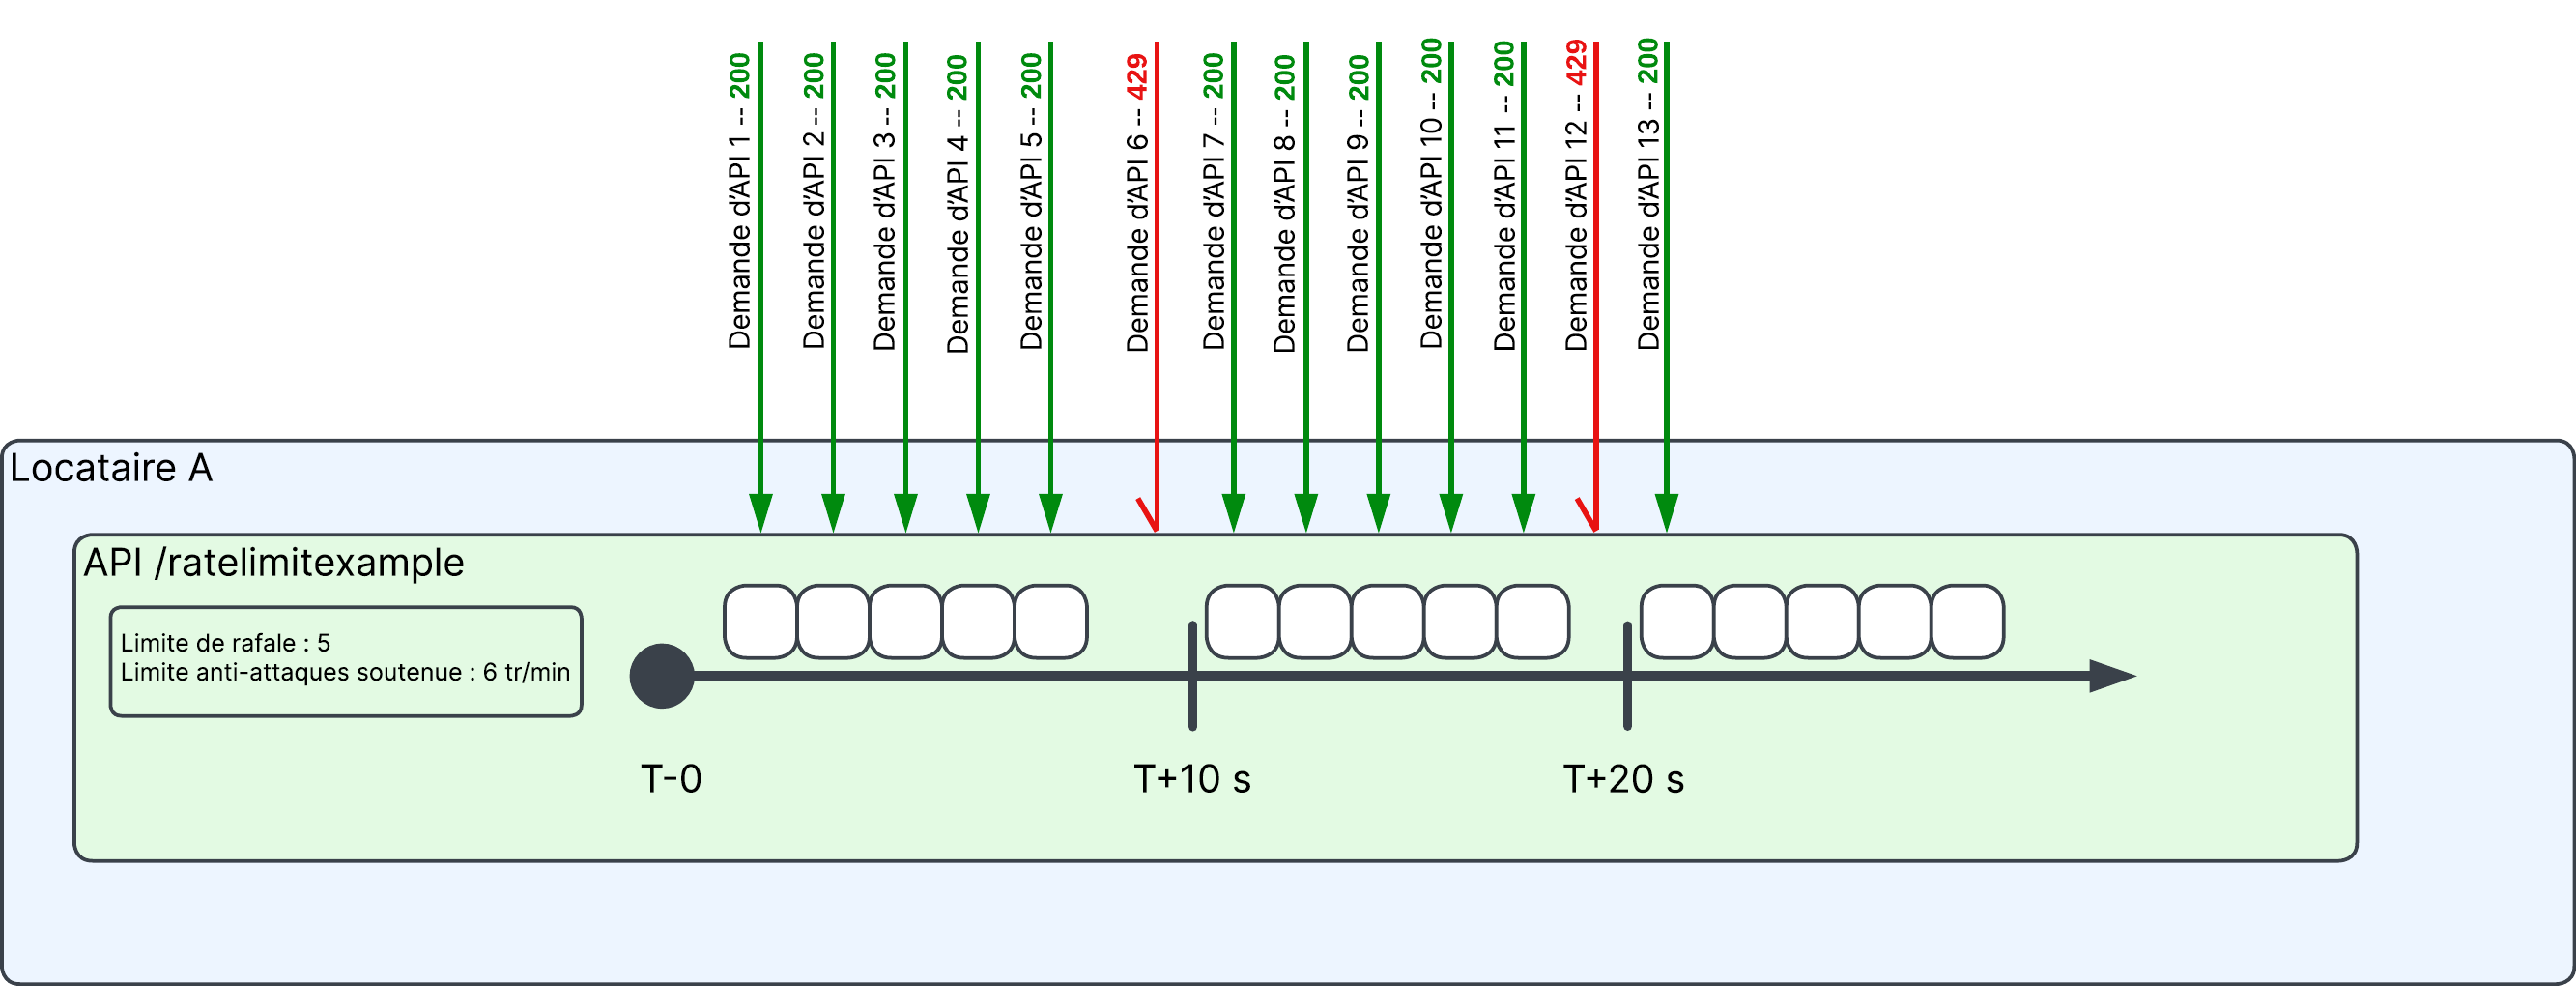 Demande d’API 1 -- 200
Demande d’API 2 -- 200
Demande d’API 3 -- 200
Demande d’API 4 -- 200
Demande d’API 5 -- 200
Demande d’API 6 -- 429
Demande d’API 7 -- 200
Demande d’API 8 -- 200
Demande d’API 9 -- 200
Demande d’API 10 -- 200
Demande d’API 11 -- 200
Demande d’API 12 -- 429
Demande d’API 13 -- 200
Locataire A
API /ratelimitexample
Limite de rafale : 5
Limite anti-attaques soutenue : 6 tr/min
T-0
T+10 s
T+20 s